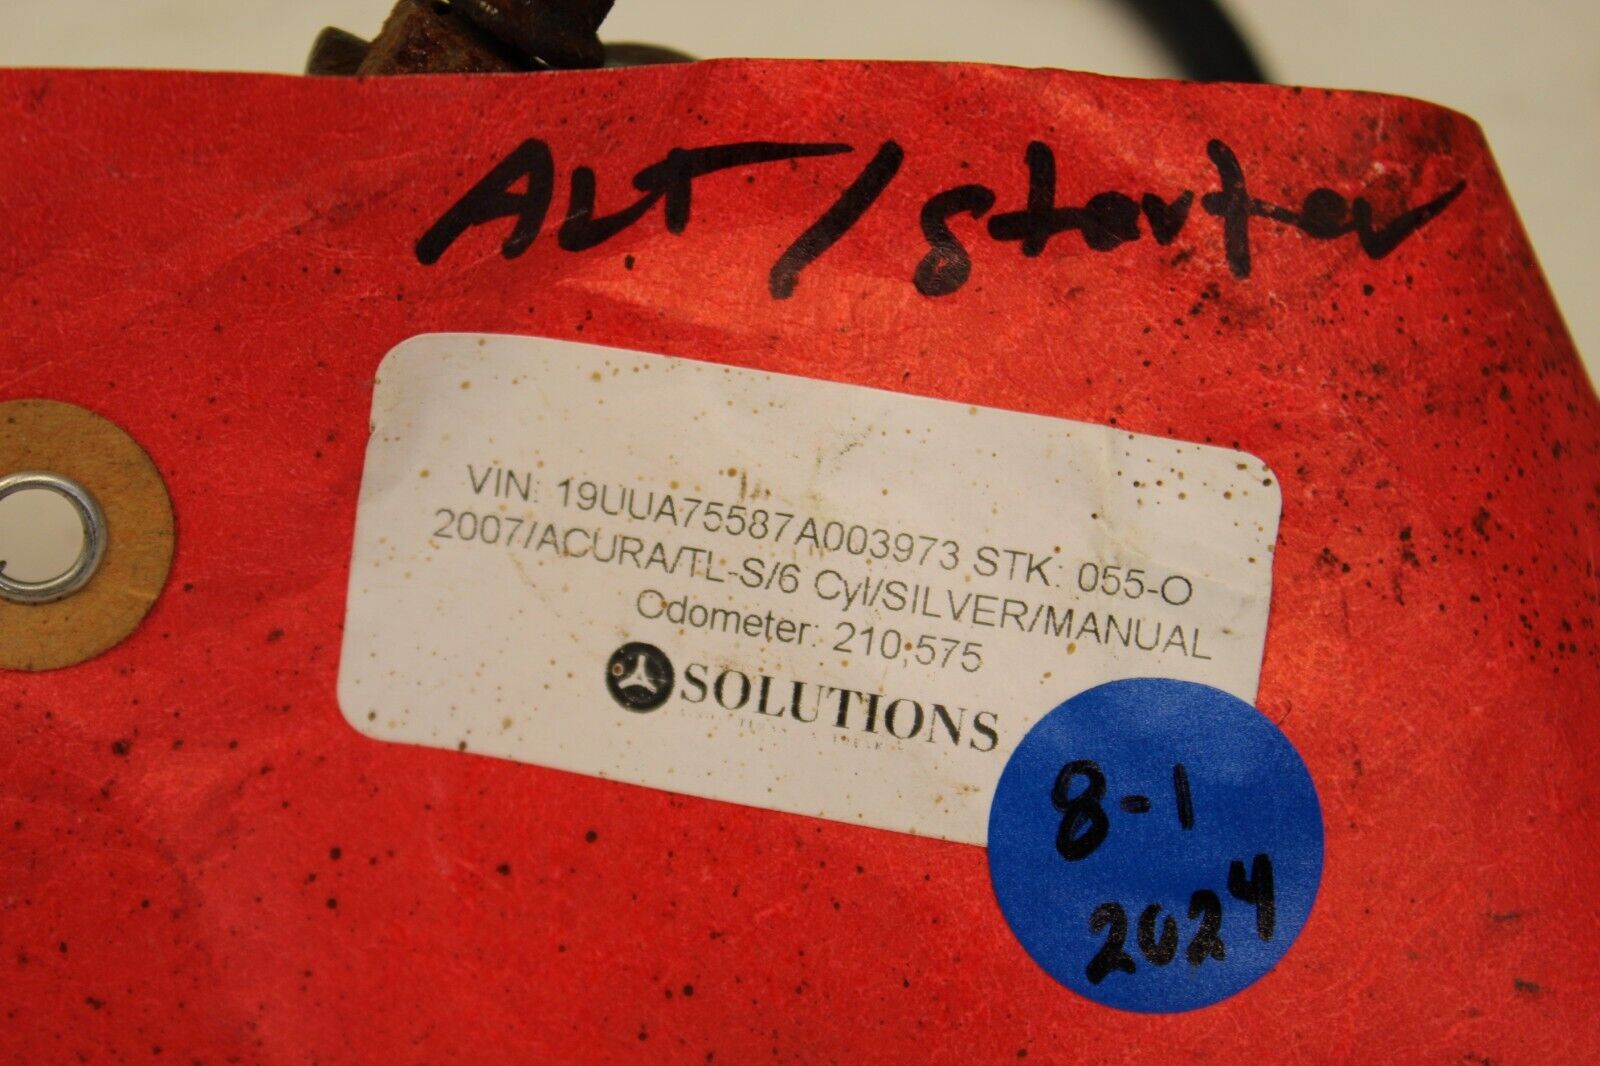 ALT/starter
VIN: 19UUA75587A003973 STK: 055-O
2007/ACURA/TL-S/6 Cyl/SILVER/MANUAL
Odometer: 210,575
SOLUTIONS
8-1
2024